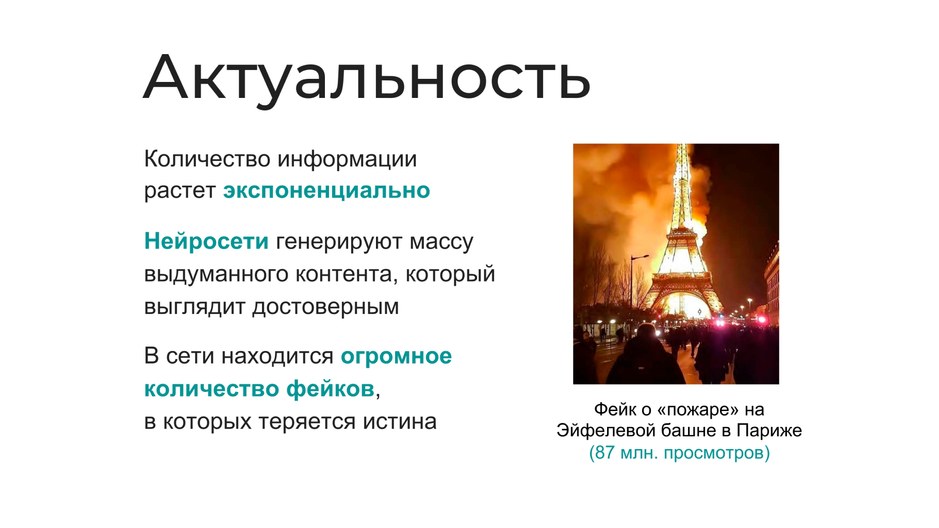 Актуальность
Количество информации
растет экспоненциально
Нейросети генерируют массу
выдуманного контента, который
выглядит достоверным
В сети находится огромное
количество фейков,
в которых теряется истина
Фейк о «пожаре» на
Эйфелевой башне в Париже
(87 млн. просмотров)